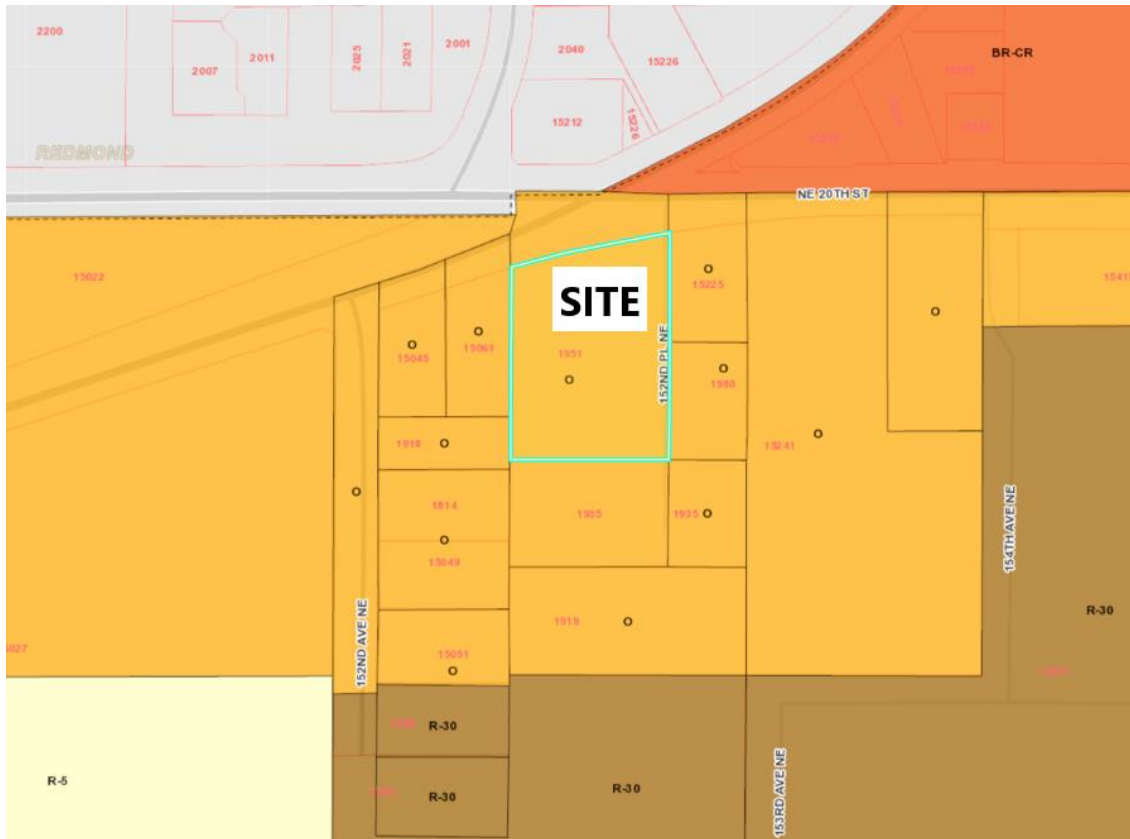 2200
2007
2011
2025
2021
2001
2040
15226
15212
15226
BR-CR
REDMOND
NE 20TH ST
15022
SITE
O
15225
15415
O
15045
O
15061
1951
O
152ND PL NE
O
1980
O
1918 O
O
15241
O
1814
O
15049
1935
1935 O
154TH AVE NE
152ND AVE NE
1919 O
R-30
15051
O
R-30
R-5
R-30
R-30
153RD AVE NE